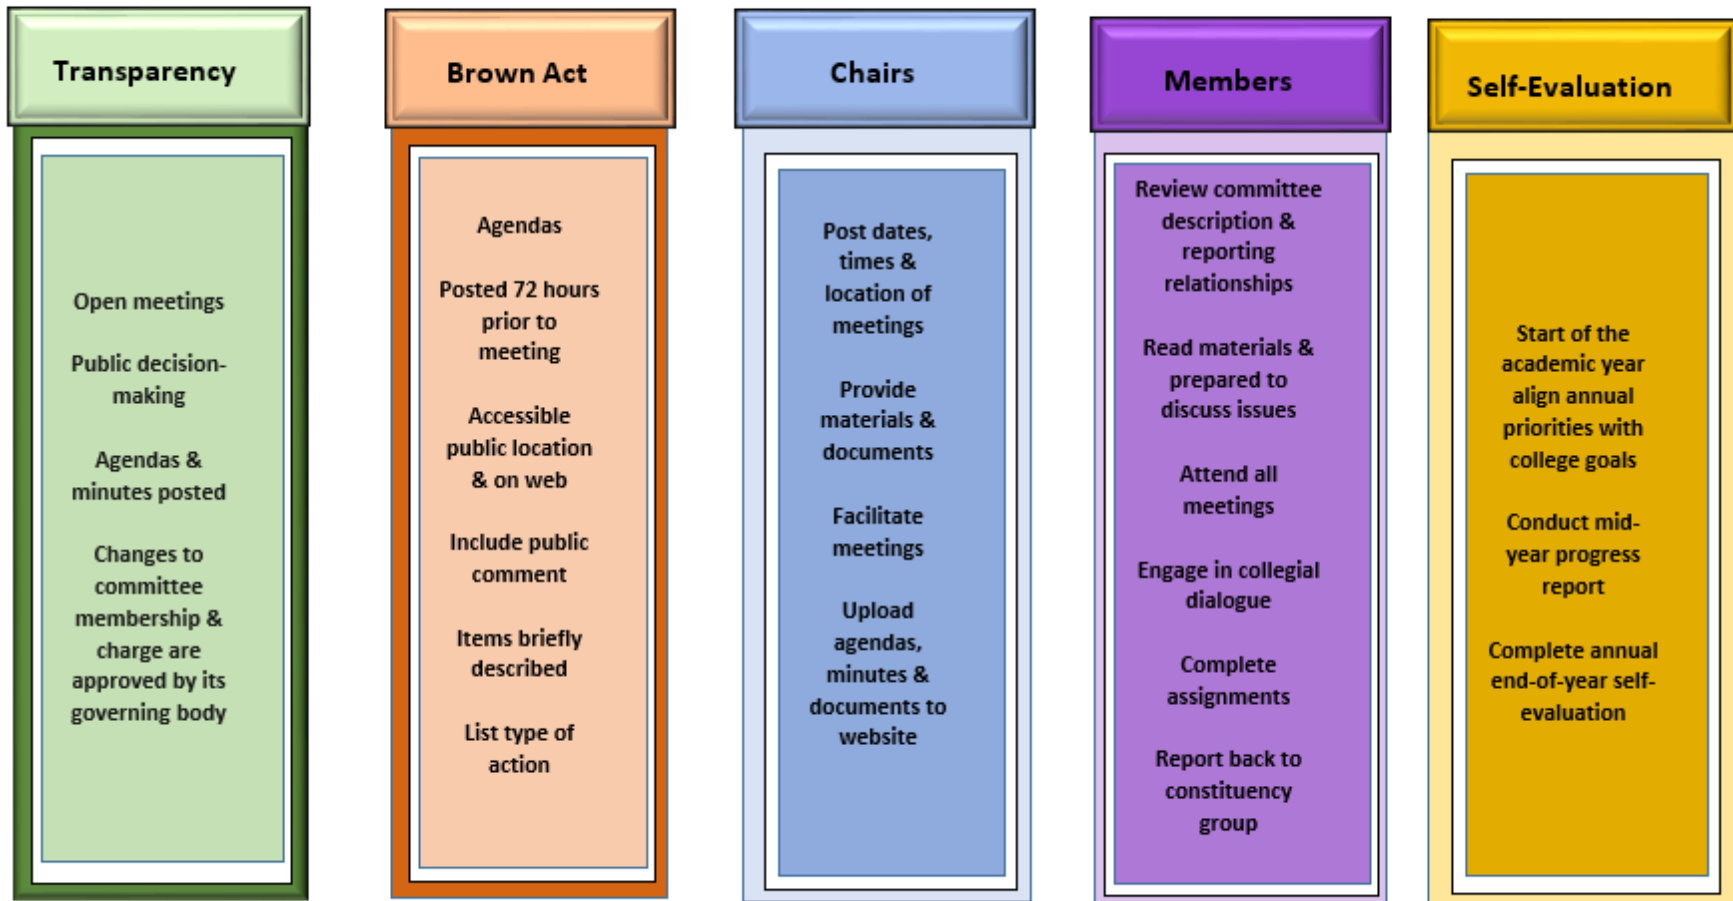 Transparency
Open meetings
Public decision-
making
Agendas &
minutes posted
Changes to
committee
membership &
charge are
approved by its
governing body
Brown Act
Agendas
Posted 72 hours
prior to
meeting
Accessible
public location
& on web
Include public
comment
Items briefly
described
List type of
action
Chairs
Post dates,
times &
location of
meetings
Provide
materials &
documents
Facilitate
meetings
Upload
agendas,
minutes &
documents to
website
Members
Review committee
description &
reporting
relationships
Read materials &
prepared to
discuss issues
Attend all
meetings
Engage in collegial
dialogue
Complete
assignments
Report back to
constituency
group
Self-Evaluation
Start of the
academic year
align annual
priorities with
college goals
Conduct mid-
year progress
report
Complete annual
end-of-year self-
evaluation